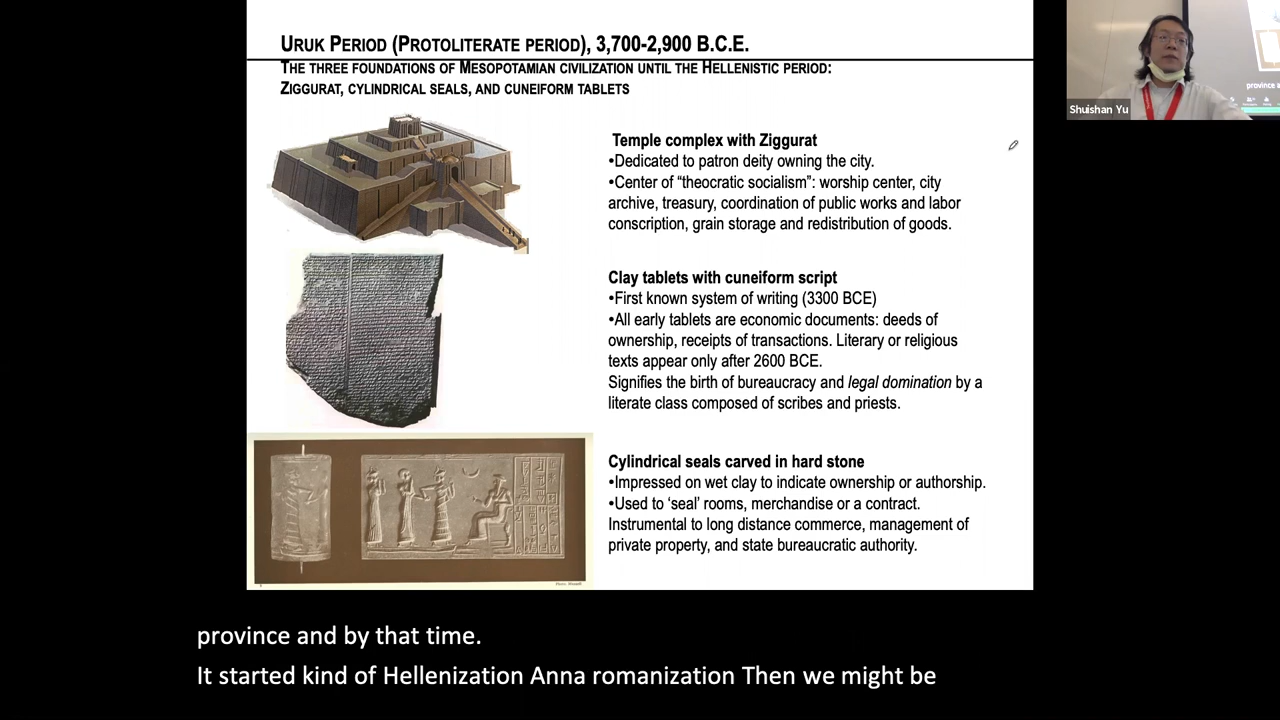 URUK PERIOD (PROTOLITERATE PERIOD), 3,700-2,900 B.C.E.
THE THREE FOUNDATIONS OF MESOPOTAMIAN CIVILIZATION UNTIL THE HELLENISTIC PERIOD:
ZIGGURAT, CYLINDRICAL SEALS, AND CUNEIFORM TABLETS
Temple complex with Ziggurat
•Dedicated to patron deity owning the city.
•Center of “theocratic socialism”: worship center, city
archive, treasury, coordination of public works and labor
conscription, grain storage and redistribution of goods.
Clay tablets with cuneiform script
•First known system of writing (3300 BCE)
•All early tablets are economic documents: deeds of
ownership, receipts of transactions. Literary or religious
texts appear only after 2600 BCE.
Signifies the birth of bureaucracy and legal domination by a
literate class composed of scribes and priests.
Cylindrical seals carved in hard stone
•Impressed on wet clay to indicate ownership or authorship.
•Used to ‘seal’ rooms, merchandise or a contract.
Instrumental to long distance commerce, management of
private property, and state bureaucratic authority.
Shuishan Yu
province and by that time.
It started kind of Hellenization Anna romanization Then we might be